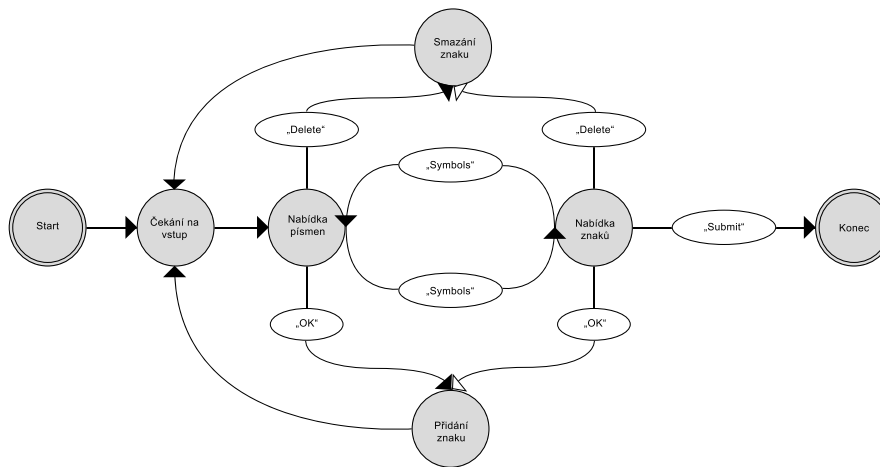 Smazání
znaku
„Delete“
„Delete“
„Symbols“
Start
Čekání na
vstup
Nabídka
písmen
Nabídka
znaků
„Submit“
Konec
„Symbols“
„OK“
„OK“
Přidání
znaku